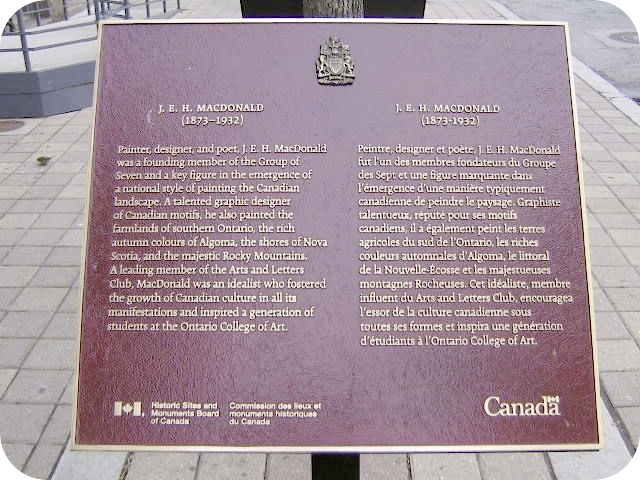 J. E. H. MACDONALD
(1873–1932)
Painter, designer, and poet, J. E. H. MacDonald
was a founding member of the Group of
Seven and a key figure in the emergence of
a national style of painting the Canadian
landscape. A talented graphic designer
of Canadian motifs, he also painted the
farmlands of southern Ontario, the rich
autumn colours of Algoma, the shores of Nova
Scotia, and the majestic Rocky Mountains.
A leading member of the Arts and Letters
Club, MacDonald was an idealist who fostered
the growth of Canadian culture in all its
manifestations and inspired a generation of
students at the Ontario College of Art.
J. E. H. MACDONALD
(1873-1932)
Peintre, designer et poète, J. E. H. MacDonald
fut l'un des membres fondateurs du Groupe
des Sept et une figure marquante dans
l'émergence d'une manière typiquement
canadienne de peindre le paysage. Graphiste
talentueux, réputé pour ses motifs
canadiens, il a également peint les terres
agricoles du sud de l'Ontario, les riches
couleurs automnales d'Algoma, le littoral
de la Nouvelle-Écosse et les majestueuses
montagnes Rocheuses. Cet idéaliste, membre
influent du Arts and Letters Club, encouragea
l'essor de la culture canadienne sous
toutes ses formes et inspira une génération
d'étudiants à l'Ontario College of Art.
Historic Sites and
Monuments Board
of Canada
Commission des lieux et
monuments historiques
du Canada
Canada